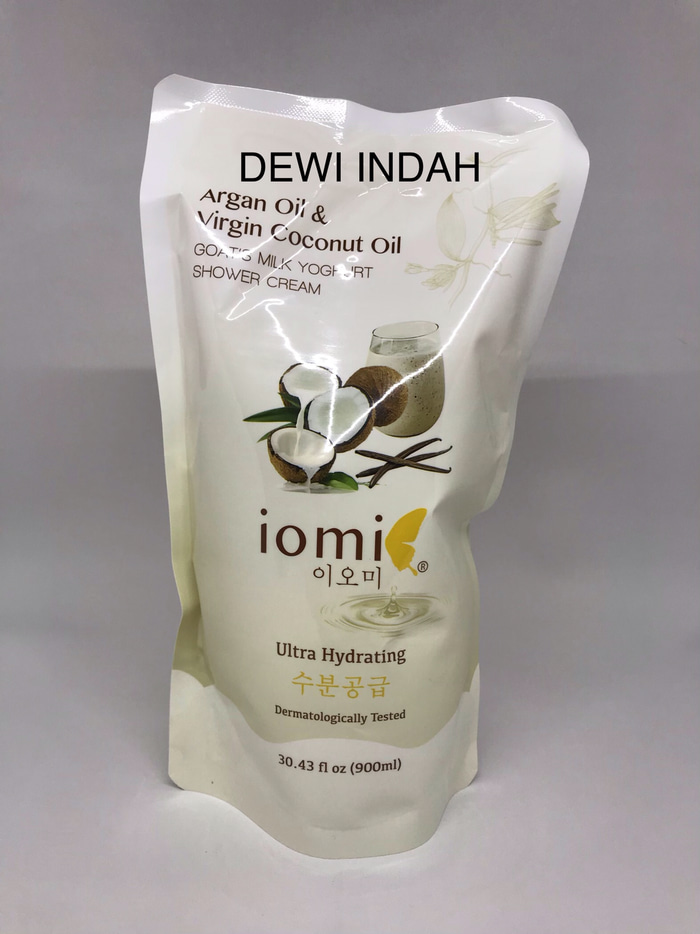 DEWI INDAH
Argan Oil &
Virgin Coconut Oil
GOAT'S MILK YOGHURT
SHOWER CREAM
iomi
®
이오미
Ultra Hydrating
수분공급
Dermatologically Tested
30.43 fl oz (900ml)